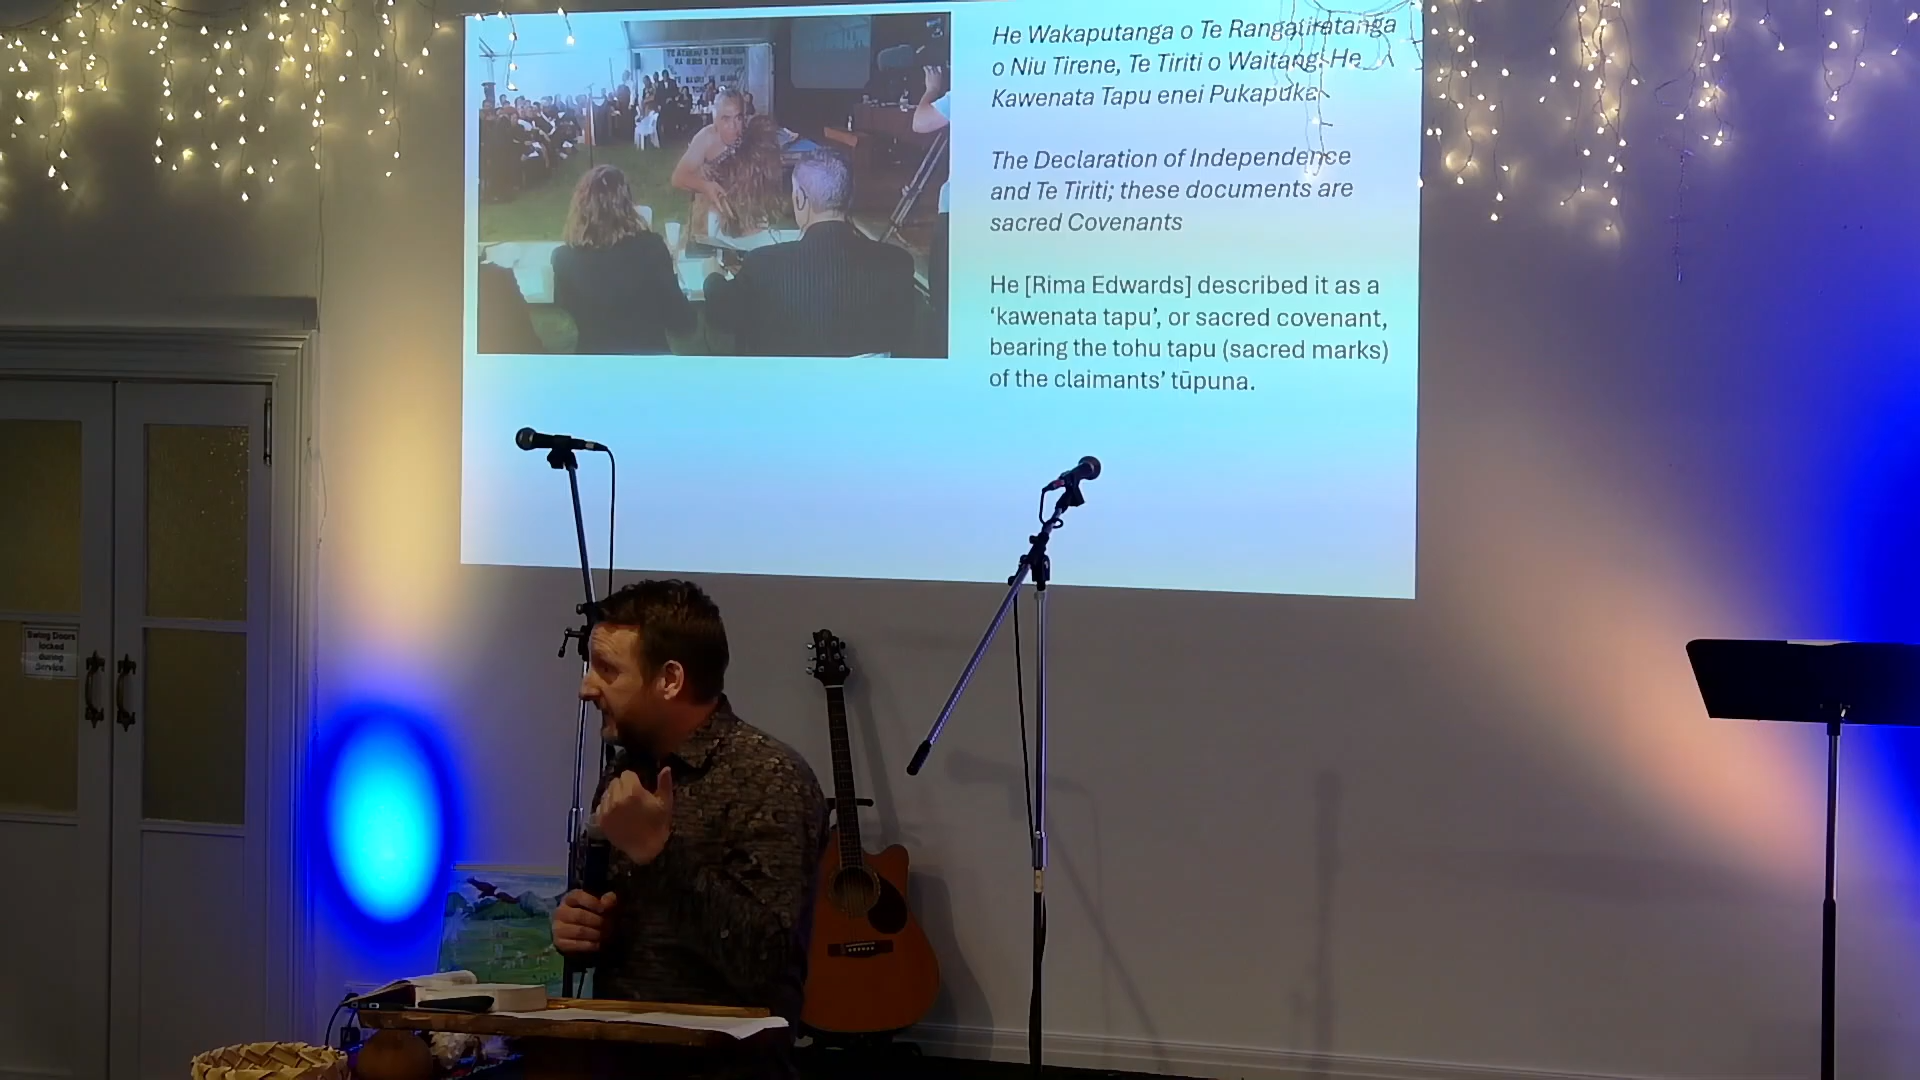 He Wakaputanga o Te Rangatiratanga
o Niu Tirene, Te Tiriti o Waitangi He
Kawenata Tapu enei Pukapuka
The Declaration of Independence
and Te Tiriti; these documents are
sacred Covenants
He [Rima Edwards] described it as a
‘kawenata tapu’, or sacred covenant,
bearing the tohu tapu (sacred marks)
of the claimants’ tūpuna.
Swing Doors
locked
during
Service.